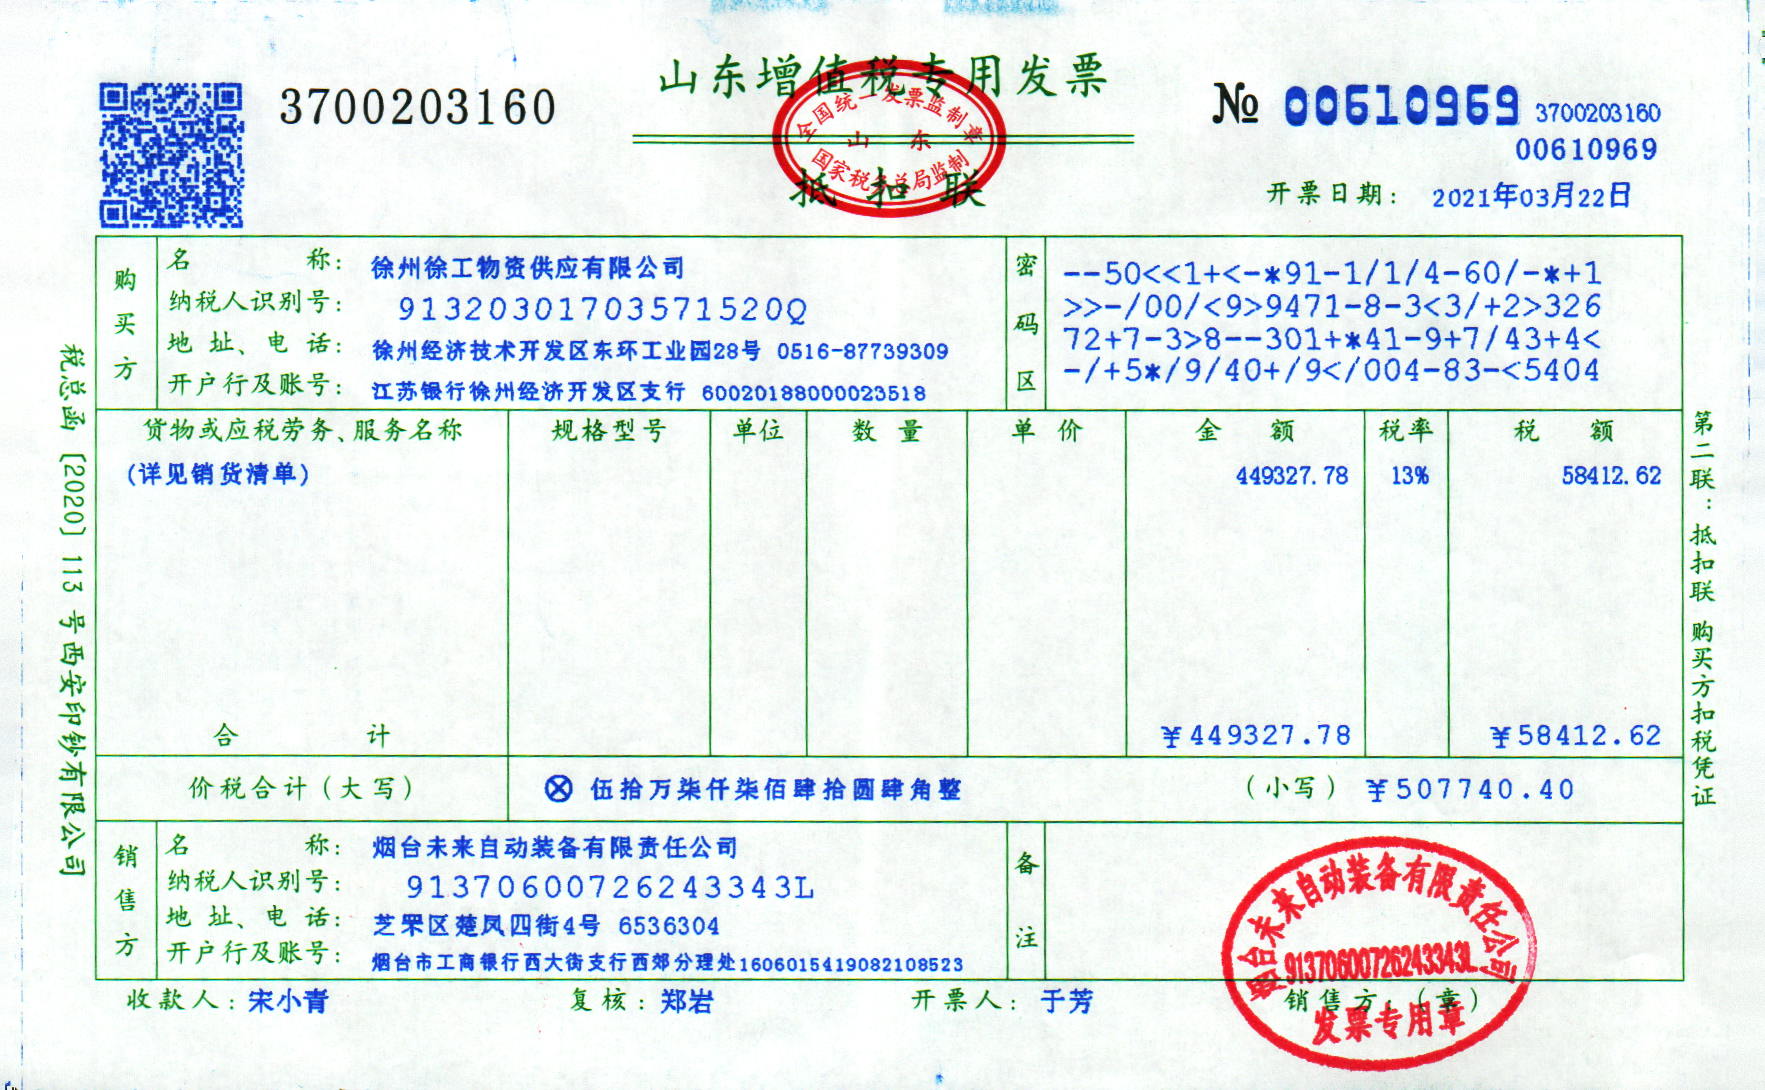 山东增值税专用发票
3700203160
№ 00610969 3700203160
00610969
全国统一发票监制章
山东
国家税务总局监制
抵扣联
开票日期： 2021年03月22日
购买方
名 称： 徐州徐工物资供应有限公司
纳税人识别号： 91320301703571520Q
地 址、电 话： 徐州经济技术开发区东环工业园28号 0516-87739309
开户行及账号： 江苏银行徐州经济开发区支行 60020188000023518
密码区
--50<<1+<-*91-1/1/4-60/-*+1
>>-/00/<9>9471-8-3<3/+2>326
72+7-3>8--301+*41-9+7/43+4<
-/+5*/9/40+/9</004-83-<5404
货物或应税劳务、服务名称 规格型号 单位 数 量 单 价 金 额 税率 税 额
(详见销货清单) 449327.78 13% 58412.62
合 计 ￥449327.78 ￥58412.62
价税合计（大写） ⊗ 伍拾万柒仟柒佰肆拾圆肆角整 （小写） ￥507740.40
销售方
名 称： 烟台未来自动装备有限责任公司
纳税人识别号： 91370600726243343L
地 址、电 话： 芝罘区楚凤四街4号 6536304
开户行及账号： 烟台市工商银行西大街支行西郊分理处1606015419082108523
备注
烟台未来自动装备有限责任公司
91370600726243343L
发票专用章
收款人：宋小青 复核：郑岩 开票人：于芳 销售方：（章）
税总函［2020］113 号西安印钞有限公司
第二联：抵扣联 购买方扣税凭证